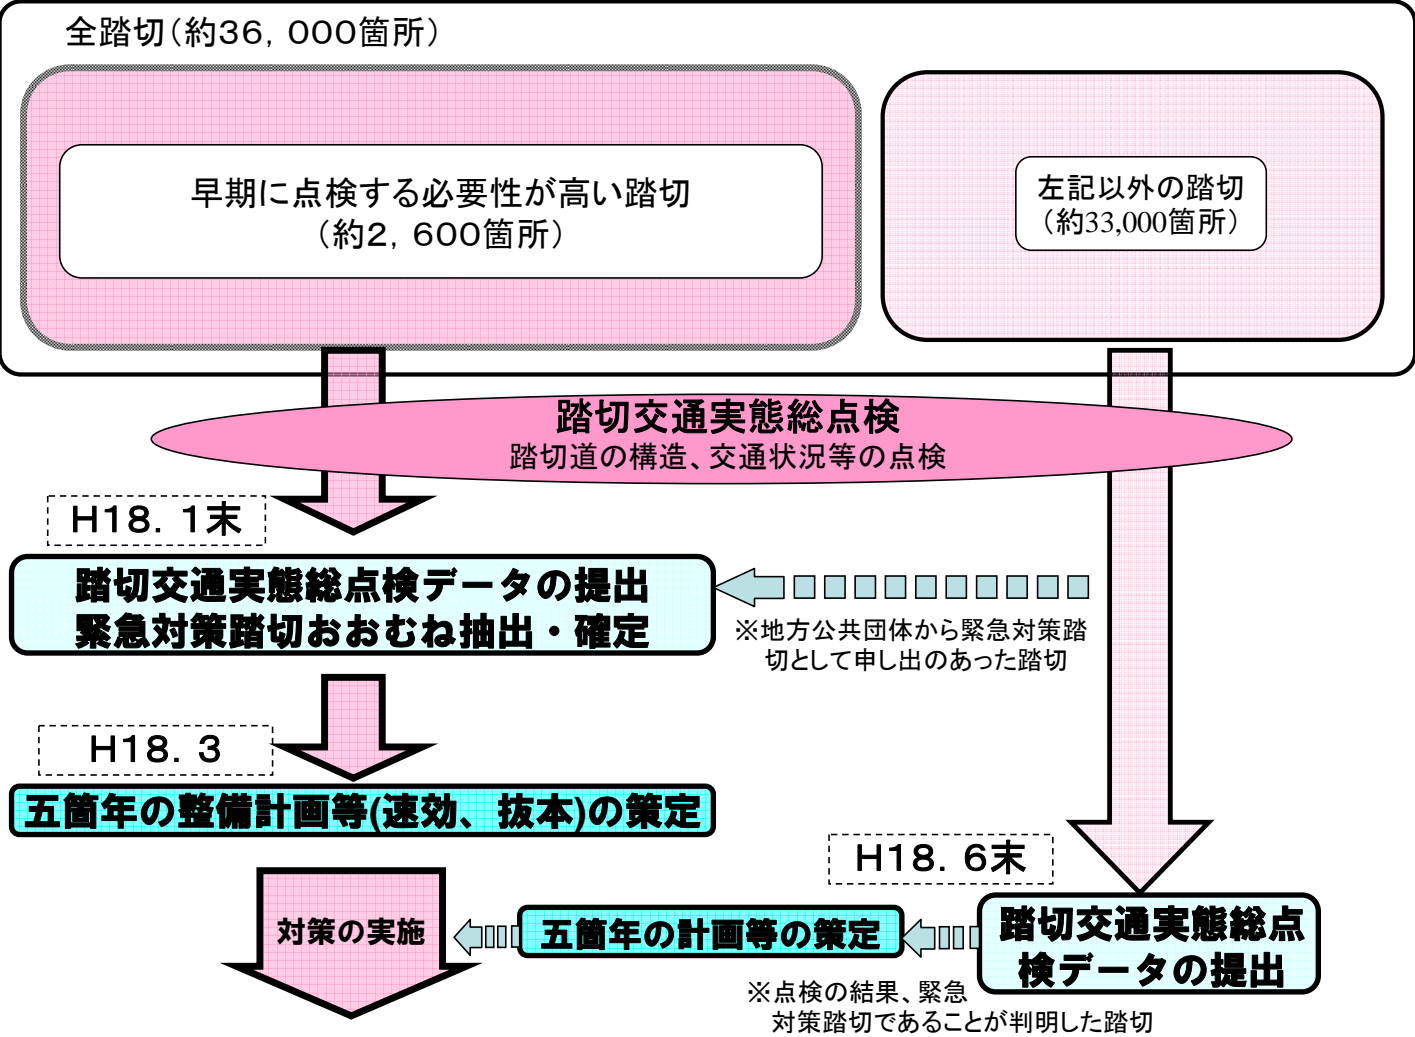 全踏切（約３６，０００箇所）
早期に点検する必要性が高い踏切
（約２，６００箇所）
左記以外の踏切
（約33,000箇所）
踏切交通実態総点検
踏切道の構造、交通状況等の点検
Ｈ１８．１末
踏切交通実態総点検データの提出
緊急対策踏切おおむね抽出・確定
※地方公共団体から緊急対策踏
切として申し出のあった踏切
Ｈ１８．３
五箇年の整備計画等(速効、抜本)の策定
Ｈ１８．６末
踏切交通実態総点
検データの提出
五箇年の計画等の策定
対策の実施
※点検の結果、緊急
対策踏切であることが判明した踏切